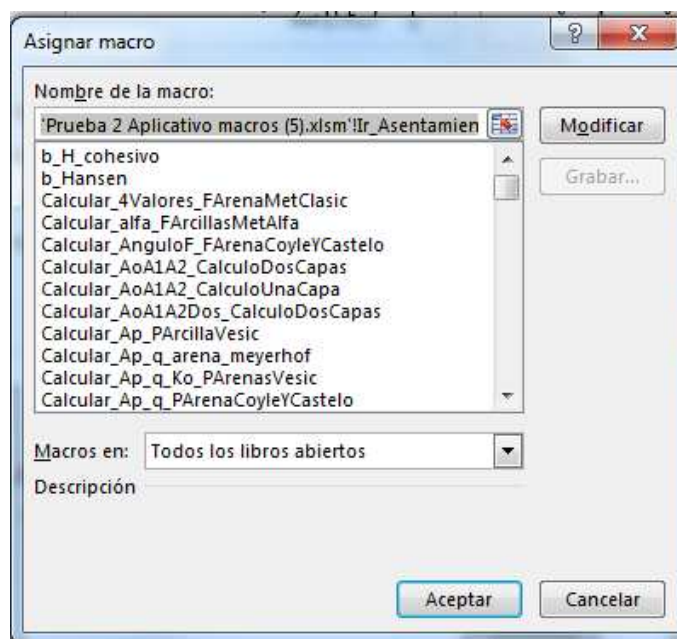 Asignar macro
Nombre de la macro:
'Prueba 2 Aplicativo macros (5).xlsm'!Ir_Asentamien
Modificar
b_H_cohesivo
b_Hansen
Calcular_4Valores_FArenaMetClasic
Calcular_alfa_FArcillasMetAlfa
Calcular_AnguloF_FArenaCoyleYCastelo
Calcular_AoA1A2_CalculoDosCapas
Calcular_AoA1A2_CalculoUnaCapa
Calcular_AoA1A2Dos_CalculoDosCapas
Calcular_Ap_PArcillaVesic
Calcular_Ap_q_arena_meyerhof
Calcular_Ap_q_Ko_PArenasVesic
Calcular_Ap_q_PArenaCoyleYCastelo
Grabar...
Macros en: Todos los libros abiertos
Descripción
Aceptar
Cancelar